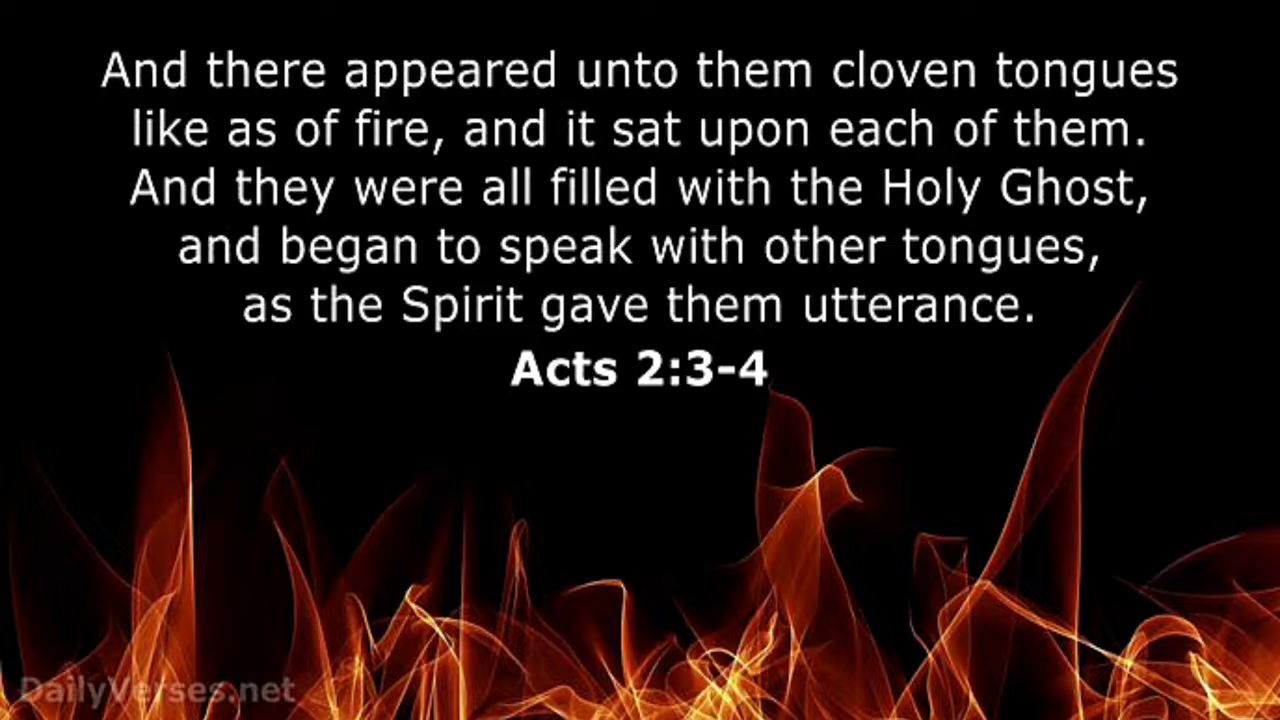 And there appeared unto them cloven tongues
like as of fire, and it sat upon each of them.
And they were all filled with the Holy Ghost,
and began to speak with other tongues,
as the Spirit gave them utterance.
Acts 2:3-4
DailyVerses.net